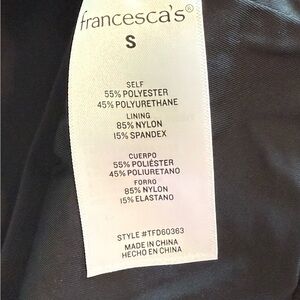 francesca's®
S
SELF
55% POLYESTER
45% POLYURETHANE
LINING
85% NYLON
15% SPANDEX
CUERPO
55% POLIÉSTER
45% POLIURETANO
FORRO
85% NYLON
15% ELASTANO
STYLE #TFD60363
MADE IN CHINA
HECHO EN CHINA